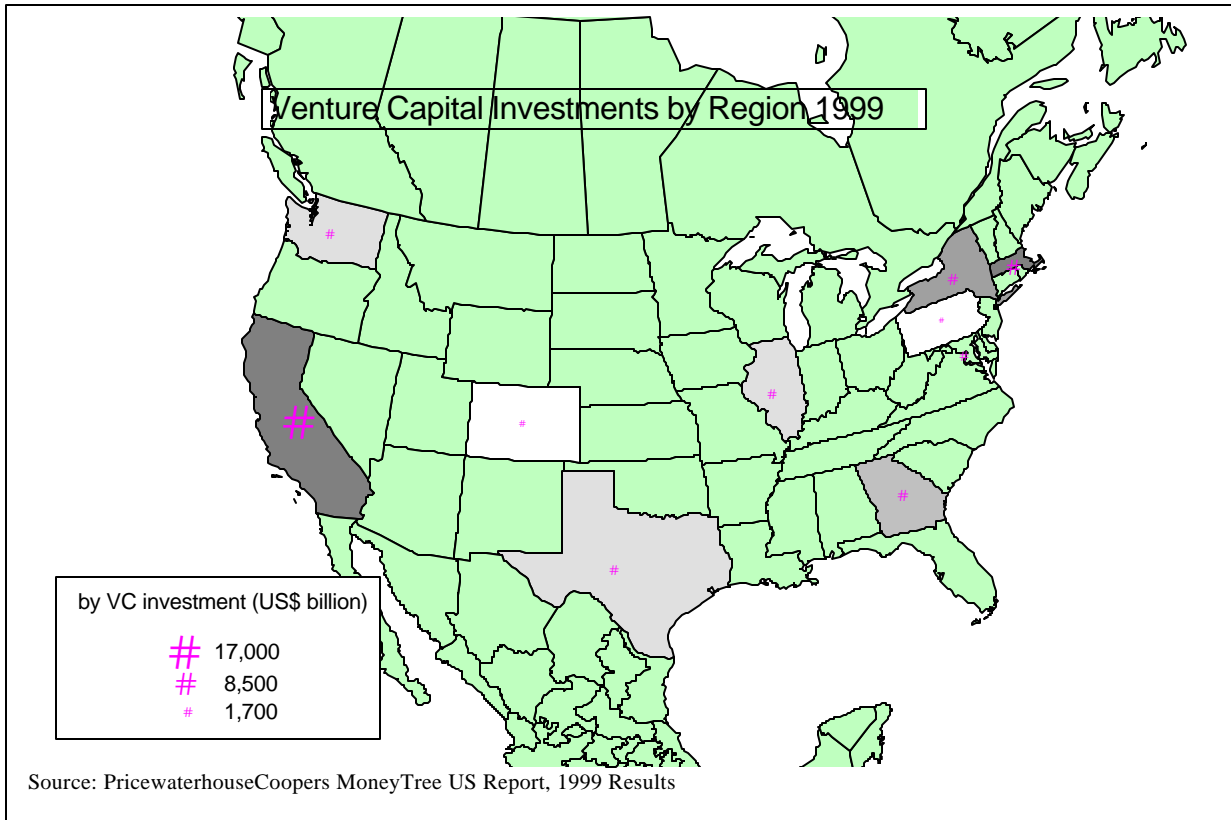 Venture Capital Investments by Region 1999
by VC investment (US$ billion)
# 17,000
# 8,500
# 1,700
Source: PricewaterhouseCoopers MoneyTree US Report, 1999 Results